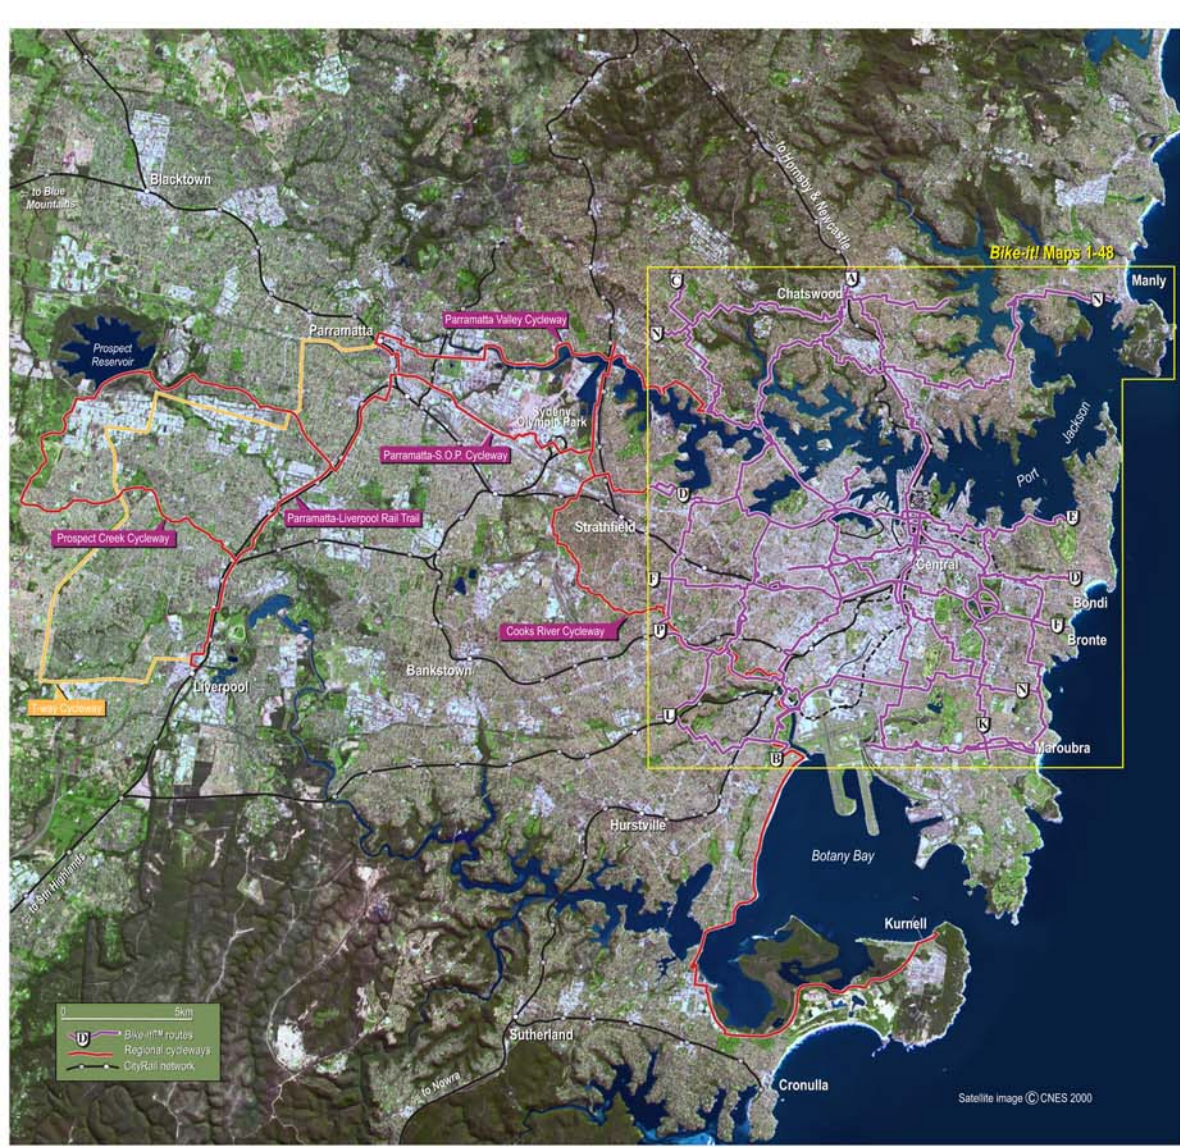 Blacktown
to Blue
Mountains
to Hornsby & Newcastle
Bike-it! Maps 1-48
A
C
Chatswood
Manly
N
Parramatta Valley Cycleway
Parramatta
N
Prospect
Reservoir
Sydeny
Olympic Park
Jackson
Port
Parramatta-S.O.P. Cycleway
D
Parramatta-Liverpool Rail Trail
Strathfield
E
Prospect Creek Cycleway
Central
F
D
Bondi
Cooks River Cycleway
P
F
Bronte
Bankstown
Liverpool
N
T-way Cycleway
L
K
Maroubra
B
Hurstville
Botany Bay
to Sth Highlands
Kurnell
0 5km
D Bike-it!™ routes
Regional cycleways
CityRail network
Sutherland
to Nowra
Cronulla
Satellite image © CNES 2000